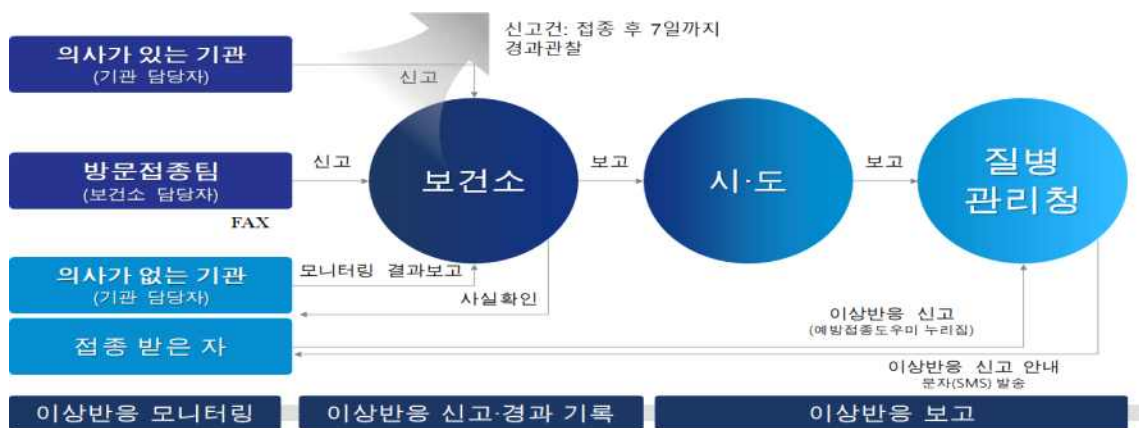 신고건: 접종 후 7일까지
경과관찰
의사가 있는 기관
(기관 담당자)
신고
방문접종팀
(보건소 담당자)
FAX
신고
보건소
보고
시·도
보고
질병
관리청
의사가 없는 기관
(기관 담당자)
모니터링 결과보고
사실확인
접종 받은 자
이상반응 신고
(예방접종도우미 누리집)
이상반응 신고 안내
문자(SMS) 발송
이상반응 모니터링
이상반응 신고·경과 기록
이상반응 보고